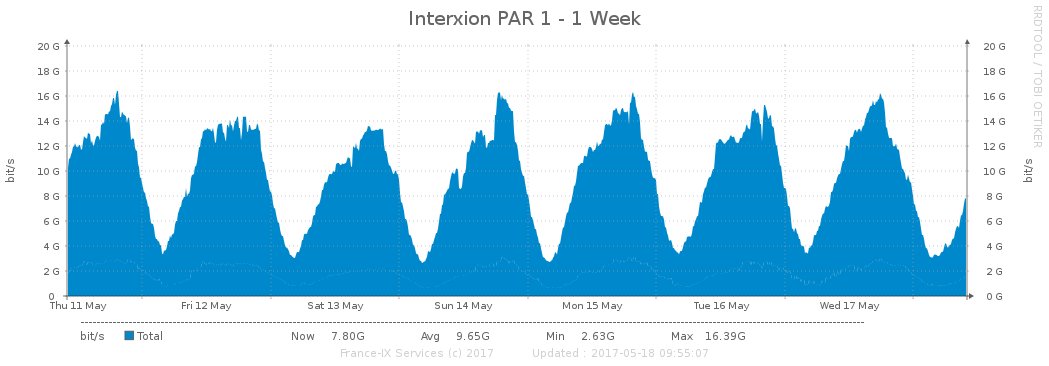 Interxion PAR 1 - 1 Week
RRDTOOL / TOBI OETIKER
bit/s
bit/s
20 G 20 G
18 G 18 G
16 G 16 G
14 G 14 G
12 G 12 G
10 G 10 G
8 G 8 G
6 G 6 G
4 G 4 G
2 G 2 G
0 0 G
Thu 11 May Fri 12 May Sat 13 May Sun 14 May Mon 15 May Tue 16 May Wed 17 May
bit/s Total Now 7.80G Avg 9.65G Min 2.63G Max 16.39G
France-IX Services (c) 2017 Updated : 2017-05-18 09:55:07